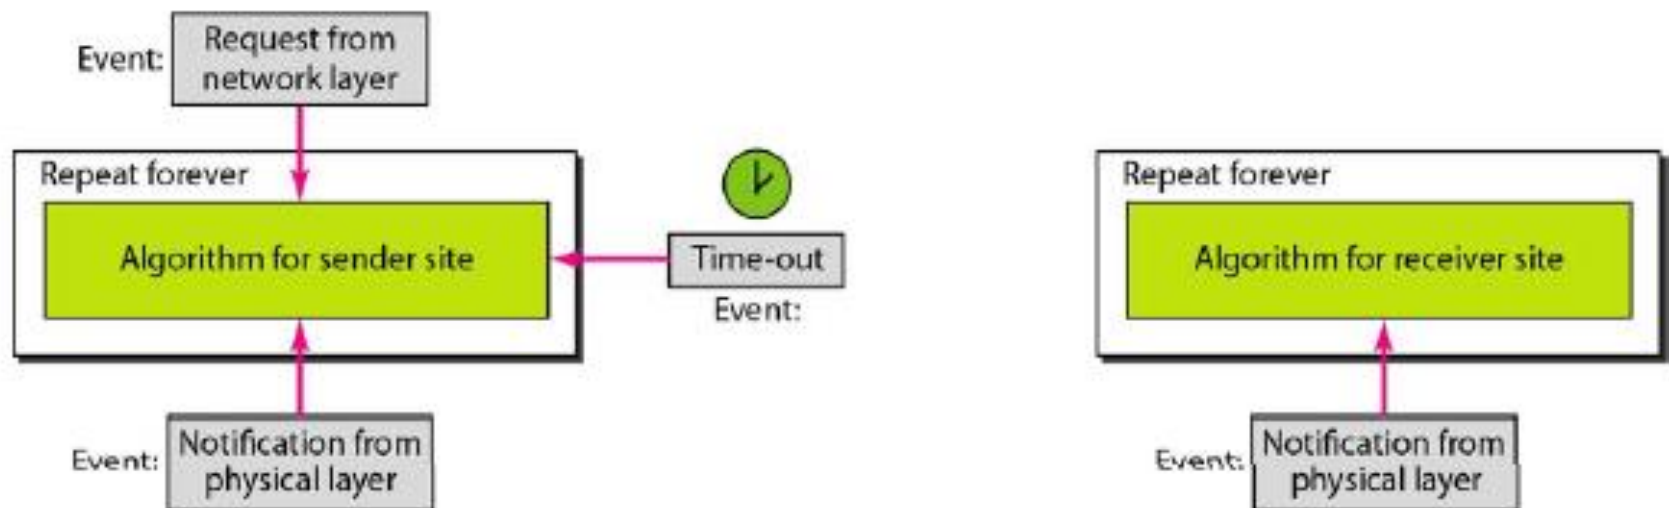 Event:
Request from
network layer
Repeat forever
Algorithm for sender site
Time-out
Event:
Event:
Notification from
physical layer
Repeat forever
Algorithm for receiver site
Event:
Notification from
physical layer